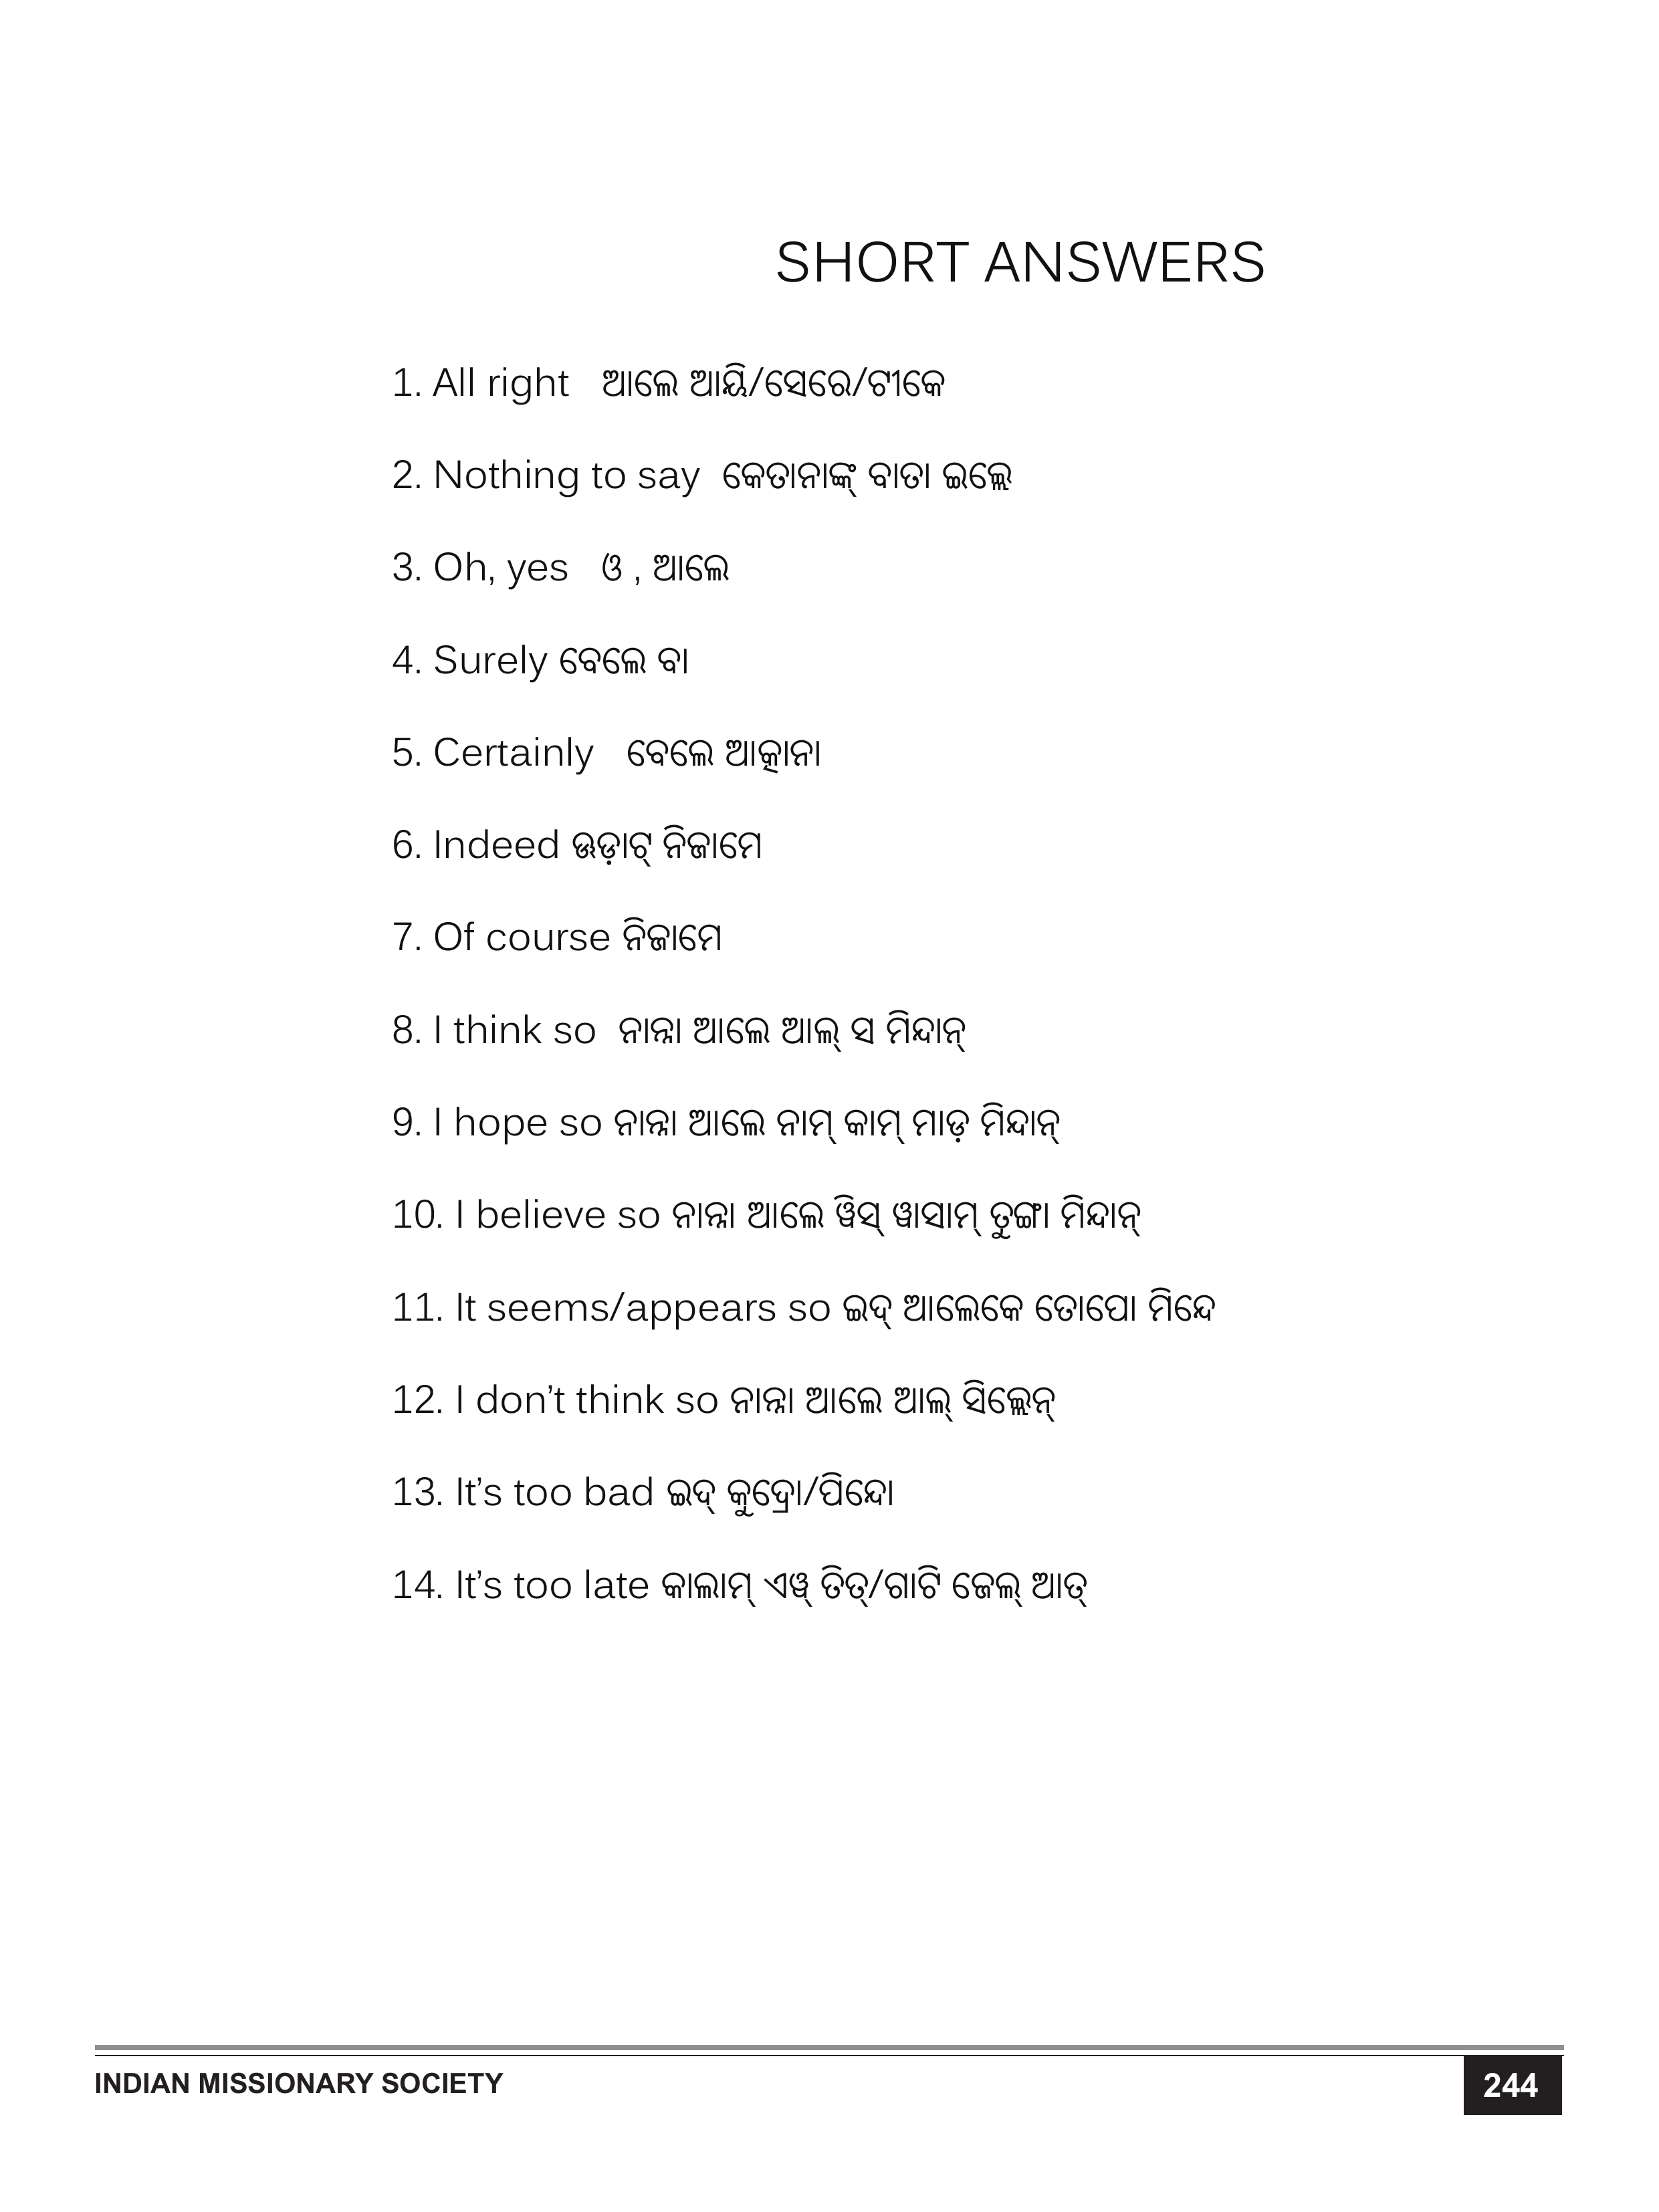 SHORT ANSWERS
1. All right ଆଲେ ଆୟି/ସେରେ/ଟୀକେ
2. Nothing to say କେତାନାଙ୍କ୍ ବାତା ଇଲ୍ଲେ
3. Oh, yes ଓ , ଆଲେ
4. Surely ବେଲେ ବା
5. Certainly ବେଲେ ଆତ୍କାନା
6. Indeed ଊଡ଼ାଟ୍ ନିଜାମେ
7. Of course ନିଜାମେ
8. I think so ନାନ୍ନା ଆଲେ ଆଲ୍ ସ ମିନ୍ଦାନ୍
9. I hope so ନାନ୍ନା ଆଲେ ନାମ୍ କାମ୍ ମାଡ଼ ମିନ୍ଦାନ୍
10. I believe so ନାନ୍ନା ଆଲେ ୱିସ୍ ୱାସାମ୍ ତୁଙ୍ଗା ମିନ୍ଦାନ୍
11. It seems/appears so ଇଦ୍ ଆଲେକେ ତୋପୋ ମିନ୍ଦେ
12. I don’t think so ନାନ୍ନା ଆଲେ ଆଲ୍ ସିଲ୍ଲେନ୍
13. It’s too bad ଇଦ୍ କୁଦ୍ରୋ/ପିନ୍ଦୋ
14. It’s too late କାଲାମ୍ ଏୱ୍ ତିତ୍/ଗାଟି ଜେଲ୍ ଆତ୍
INDIAN MISSIONARY SOCIETY
244